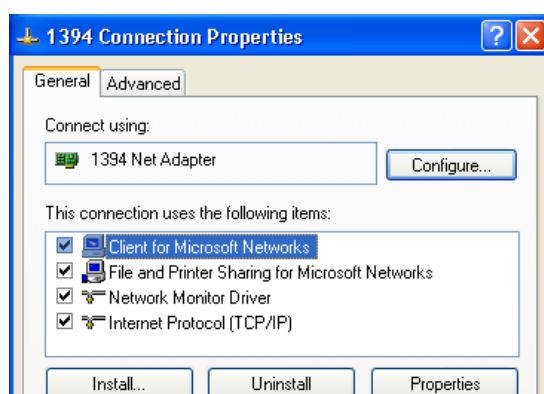 1394 Connection Properties
General Advanced
Connect using:
1394 Net Adapter
Configure...
This connection uses the following items:
Client for Microsoft Networks
File and Printer Sharing for Microsoft Networks
Network Monitor Driver
Internet Protocol (TCP/IP)
Install... Uninstall Properties